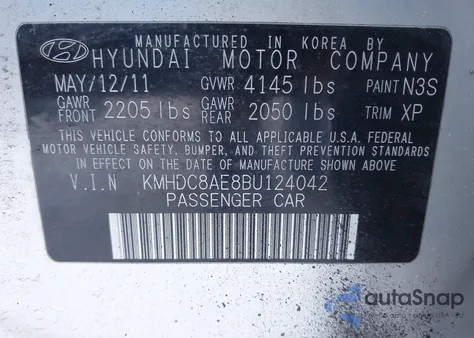 MANUFACTURED IN KOREA BY
HYUNDAI MOTOR COMPANY
MAY/12/11 GVWR 4145 lbs PAINT N3S
GAWR FRONT 2205 lbs GAWR REAR 2050 lbs TRIM XP
THIS VEHICLE CONFORMS TO ALL APPLICABLE U.S.A. FEDERAL
MOTOR VEHICLE SAFETY, BUMPER, AND THEFT PREVENTION STANDARDS
IN EFFECT ON THE DATE OF MANUFACTURE SHOWN ABOVE.
V.I.N KMHDC8AE8BU124042
PASSENGER CAR
autoSnap